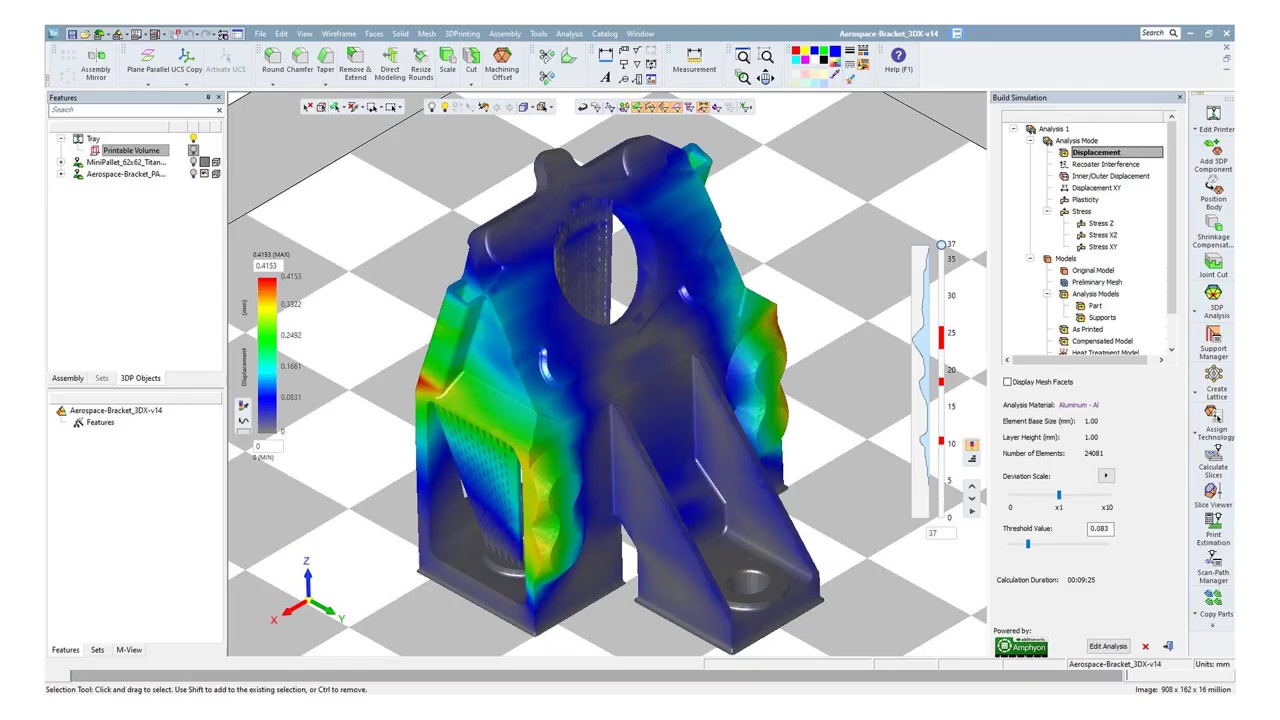 File Edit View Wireframe Faces Solid Mesh 3DPrinting Assembly Tools Analysis Catalog Window
Aerospace-Bracket_3DX-v14
Search
Assembly Mirror
Plane Parallel
UCS Copy
Activate UCS
Round
Chamfer
Taper
Remove & Extend
Direct Modeling
Resize Rounds
Scale
Cut
Machining Offset
Measurement
Help (F1)
Features
Search
Tray
Printable Volume
MiniPallet_62x62_Titan...
Aerospace-Bracket_PA...
Assembly Sets 3DP Objects
Aerospace-Bracket_3DX-v14
Features
Features Sets M-View
0.4153 (MAX)
0.4153
0.4153
0.3322
0.2492
0.1661
0.0831
0
0
0 (MIN)
(mm)
Displacement
Z
X
Y
37
35
30
25
20
15
10
5
0
37
Build Simulation
Analysis 1
Analysis Mode
Displacement
Recoater Interference
Inner/Outer Displacement
Displacement XY
Plasticity
Stress
Stress Z
Stress XZ
Stress XY
Models
Original Model
Preliminary Mesh
Analysis Models
Part
Supports
As Printed
Compensated Model
Heat Treatment Model
Display Mesh Facets
Analysis Material: Aluminum - Al
Element Base Size (mm): 1.00
Layer Height (mm): 1.00
Number of Elements: 24081
Deviation Scale:
0 x1 x10
Threshold Value: 0.083
Calculation Duration: 00:09:25
Powered by:
Amphyon
Edit Analysis
Edit Printer
Add 3DP Component
Position Body
Shrinkage Compensat...
Joint Cut
3DP Analysis
Support Manager
Create Lattice
Assign Technology
Calculate Slices
Slice Viewer
Print Estimation
Scan-Path Manager
Copy Parts
Aerospace-Bracket_3DX-v14
Units: mm
Selection Tool: Click and drag to select. Use Shift to add to the existing selection, or Ctrl to remove.
Image: 908 x 162 x 16 million